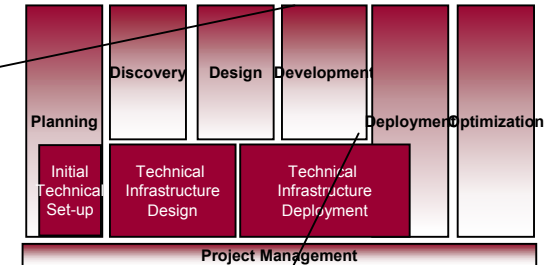 Discovery
Design
Development
Planning
Deployment
Optimization
Initial
Technical
Set-up
Technical
Infrastructure
Design
Technical
Infrastructure
Deployment
Project Management